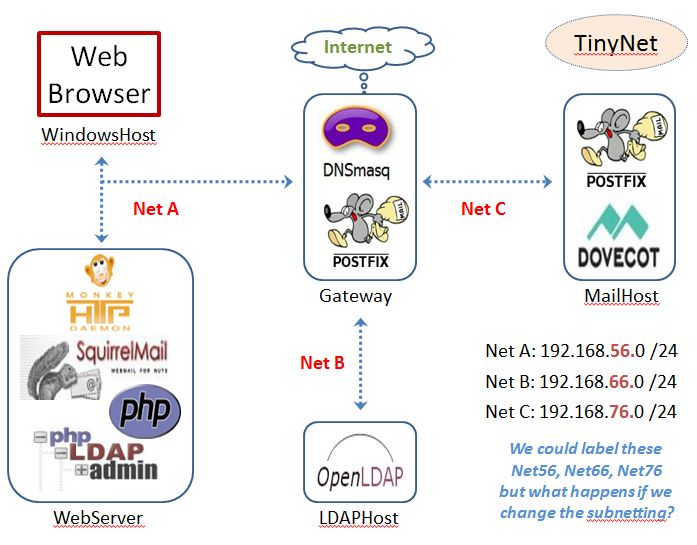 Web
Browser
WindowsHost
Internet
TinyNet
DNSmasq
MAIL
POSTFIX
Gateway
MAIL
POSTFIX
DOVECOT
MailHost
Net A
Net C
Net B
MONKEY
HTTP
DAEMON
SquirrelMail
WEBMAIL FOR NUTS
php
php
LDAP
admin
WebServer
OpenLDAP
LDAPHost
Net A: 192.168.56.0 /24
Net B: 192.168.66.0 /24
Net C: 192.168.76.0 /24
We could label these
Net56, Net66, Net76
but what happens if we
change the subnetting?